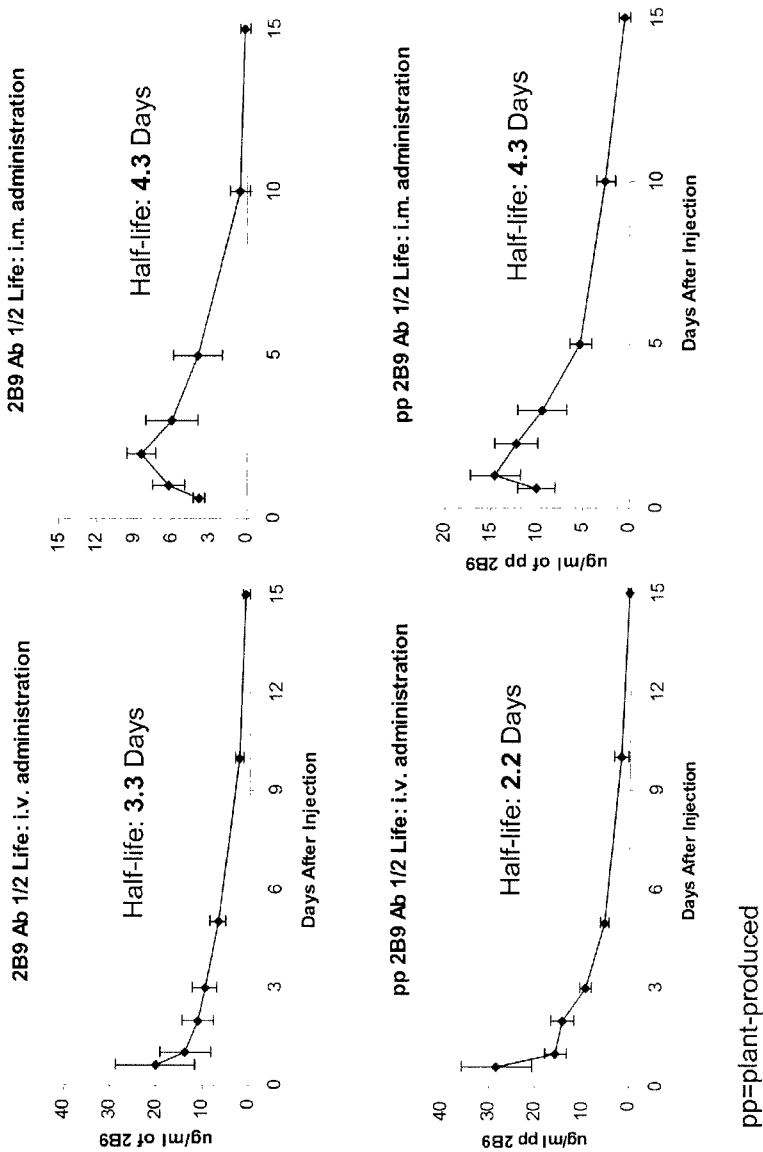 2B9 Ab 1/2 Life: i.v. administration
ug/ml of 2B9
40
30
20
10
0
Half-life: 3.3 Days
0
3
6
9
12
15
Days After Injection
2B9 Ab 1/2 Life: i.m. administration
15
12
9
6
3
0
Half-life: 4.3 Days
0
5
10
15
pp 2B9 Ab 1/2 Life: i.v. administration
ug/ml pp 2B9
40
30
20
10
0
Half-life: 2.2 Days
0
3
6
9
12
15
Days After Injection
pp 2B9 Ab 1/2 Life: i.m. administration
ug/ml of pp 2B9
20
15
10
5
0
Half-life: 4.3 Days
0
5
10
15
Days After Injection
pp=plant-produced